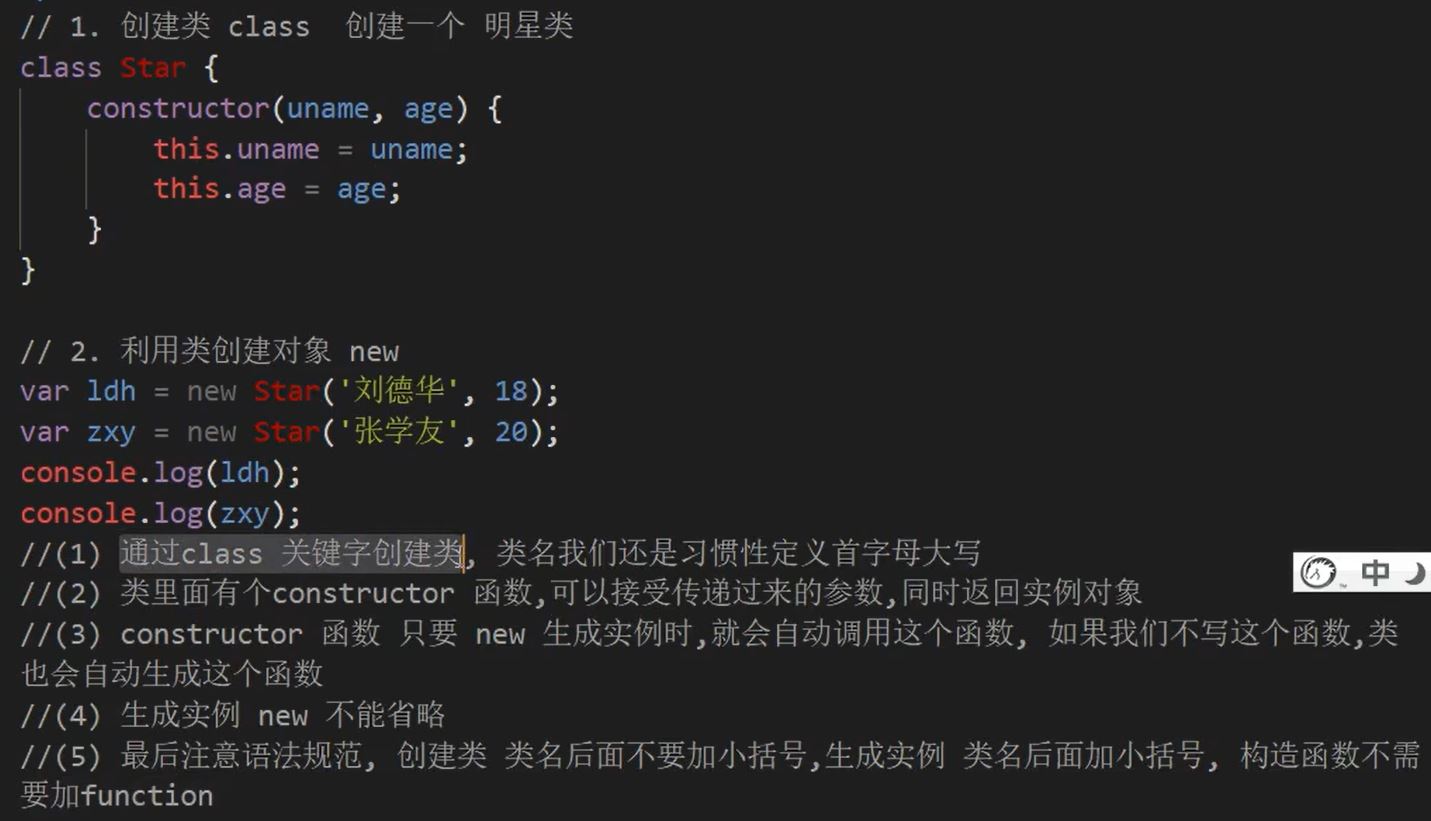 // 1. 创建类 class  创建一个 明星类
class Star {
    constructor(uname, age) {
        this.uname = uname;
        this.age = age;
    }
}
// 2. 利用类创建对象 new
var ldh = new Star('刘德华', 18);
var zxy = new Star('张学友', 20);
console.log(ldh);
console.log(zxy);
//(1) 通过class 关键字创建类, 类名我们还是习惯性定义首字母大写
//(2) 类里面有个constructor 函数,可以接受传递过来的参数,同时返回实例对象
//(3) constructor 函数 只要 new 生成实例时,就会自动调用这个函数, 如果我们不写这个函数,类
也会自动生成这个函数
//(4) 生成实例 new 不能省略
//(5) 最后注意语法规范, 创建类 类名后面不要加小括号,生成实例 类名后面加小括号, 构造函数不需
要加function
中